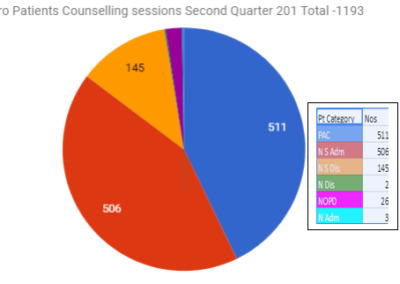 ro Patients Counselling sessions Second Quarter 201 Total -1193
145
511
506
Pt Category Nos
PAC 511
N S Adm 506
N S Dis 145
N Dis 2
NOPD 26
N Adm 3